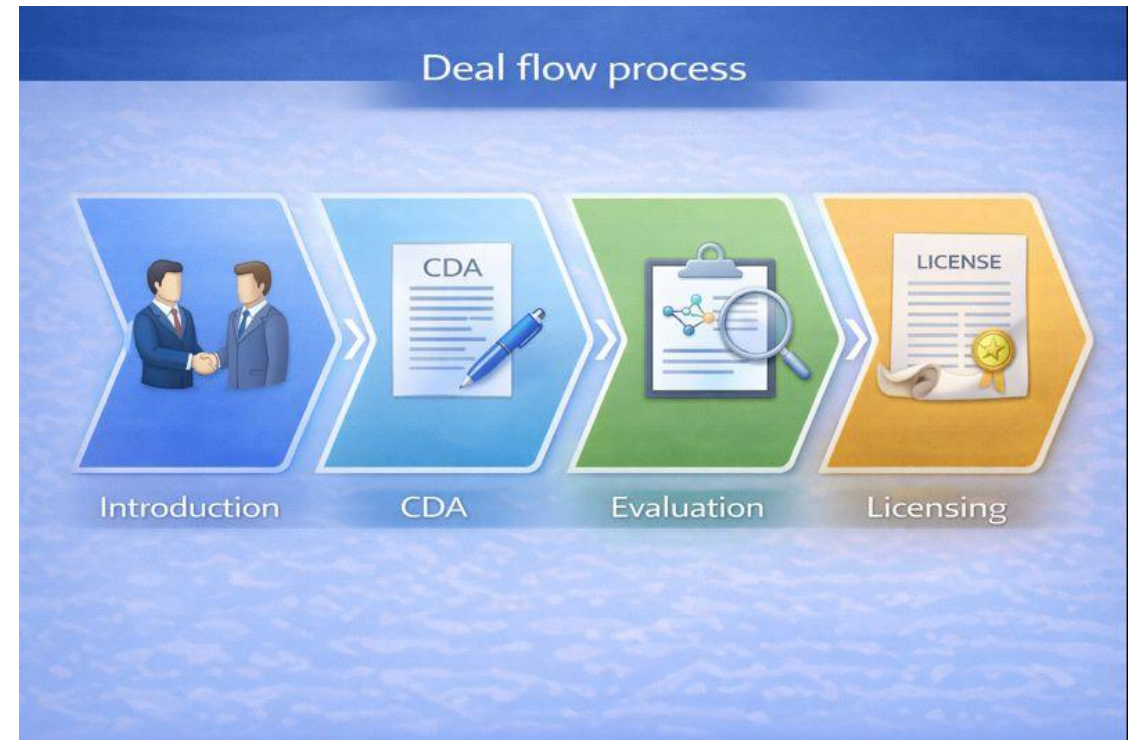 Deal flow process
CDA
LICENSE
Introduction
CDA
Evaluation
Licensing